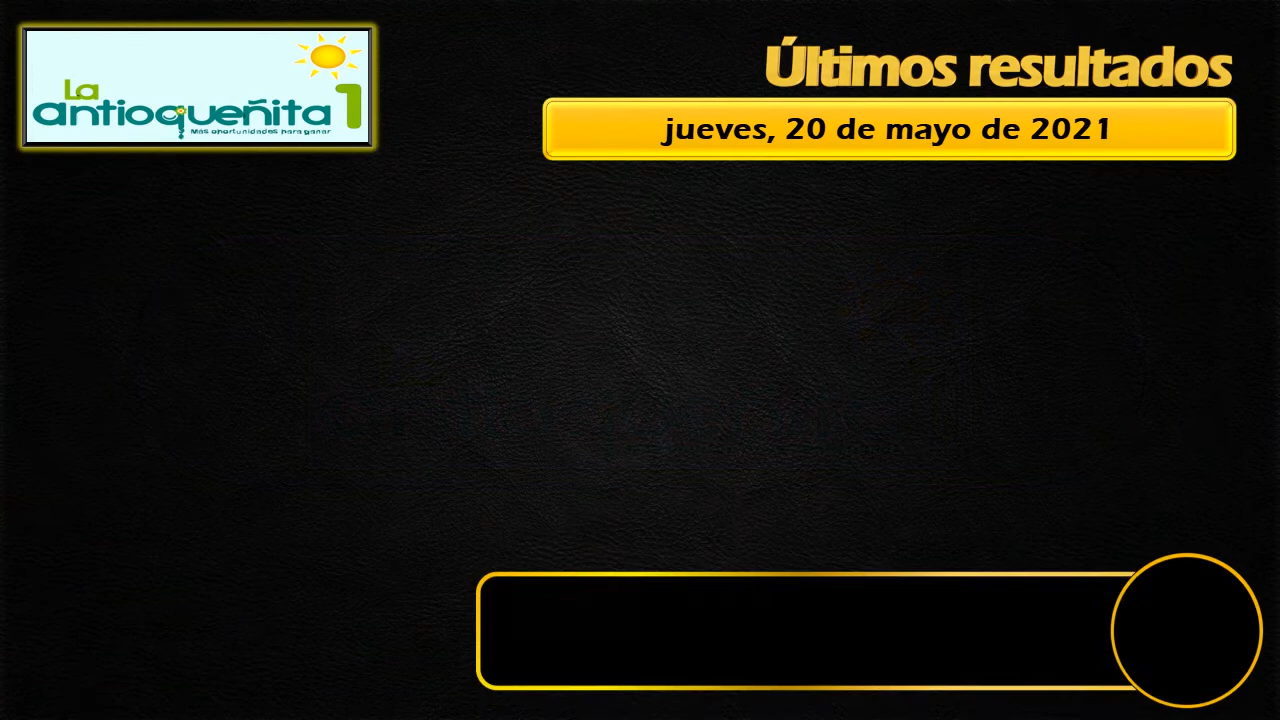 La
antioqueñita 1
Más oportunidades para ganar
Últimos resultados
jueves, 20 de mayo de 2021